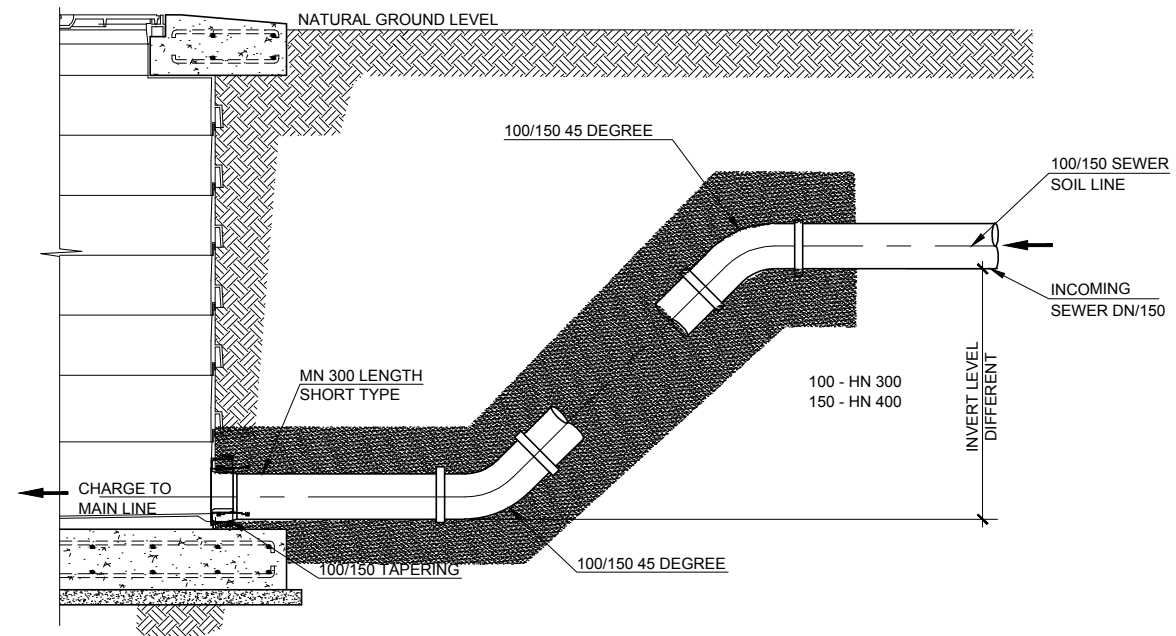 NATURAL GROUND LEVEL
100/150 45 DEGREE
100/150 SEWER
SOIL LINE
INCOMING
SEWER DN/150
MN 300 LENGTH
SHORT TYPE
100 - HN 300
150 - HN 400
INVERT LEVEL
DIFFERENT
CHARGE TO
MAIN LINE
100/150 TAPERING
100/150 45 DEGREE